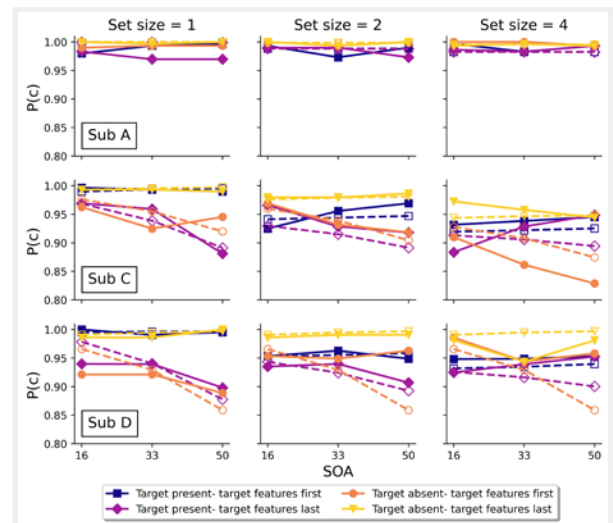 Set size = 1 Set size = 2 Set size = 4
P(c)
1.00
0.95
0.90
0.85
0.80
Sub A
P(c)
1.00
0.95
0.90
0.85
0.80
Sub C
P(c)
1.00
0.95
0.90
0.85
0.80
Sub D
16 33 50 16 33 50 16 33 50
SOA
Target present- target features first Target absent- target features first
Target present- target features last Target absent- target features last